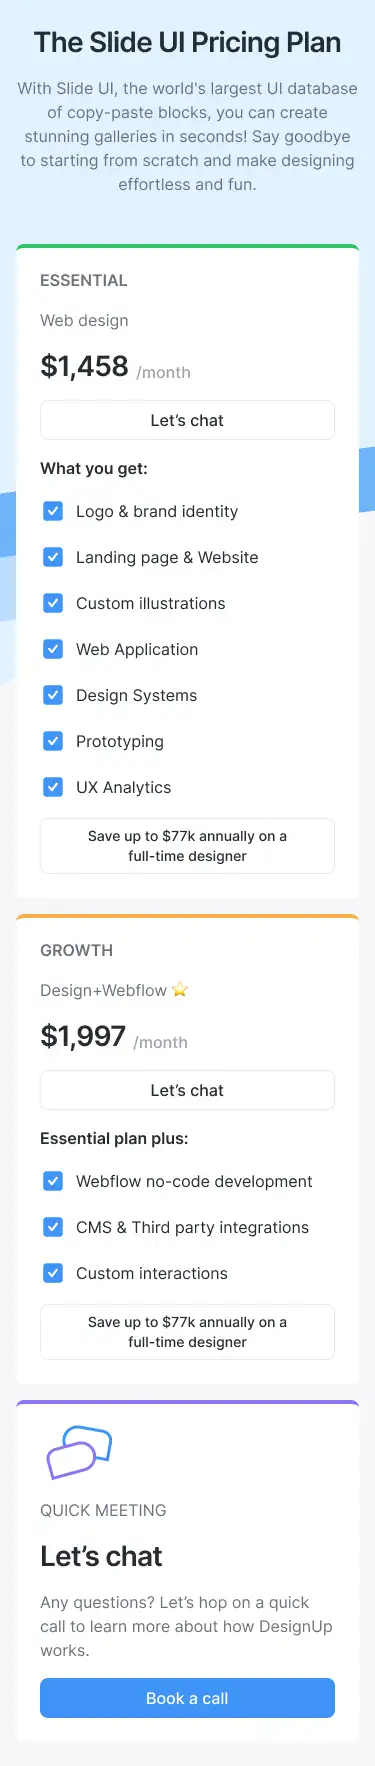 The Slide UI Pricing Plan
With Slide UI, the world's largest UI database
of copy-paste blocks, you can create
stunning galleries in seconds! Say goodbye
to starting from scratch and make designing
effortless and fun.
ESSENTIAL
Web design
$1,458 /month
Let’s chat
What you get:
Logo & brand identity
Landing page & Website
Custom illustrations
Web Application
Design Systems
Prototyping
UX Analytics
Save up to $77k annually on a
full-time designer
GROWTH
Design+Webflow ⭐
$1,997 /month
Let’s chat
Essential plan plus:
Webflow no-code development
CMS & Third party integrations
Custom interactions
Save up to $77k annually on a
full-time designer
QUICK MEETING
Let’s chat
Any questions? Let’s hop on a quick
call to learn more about how DesignUp
works.
Book a call